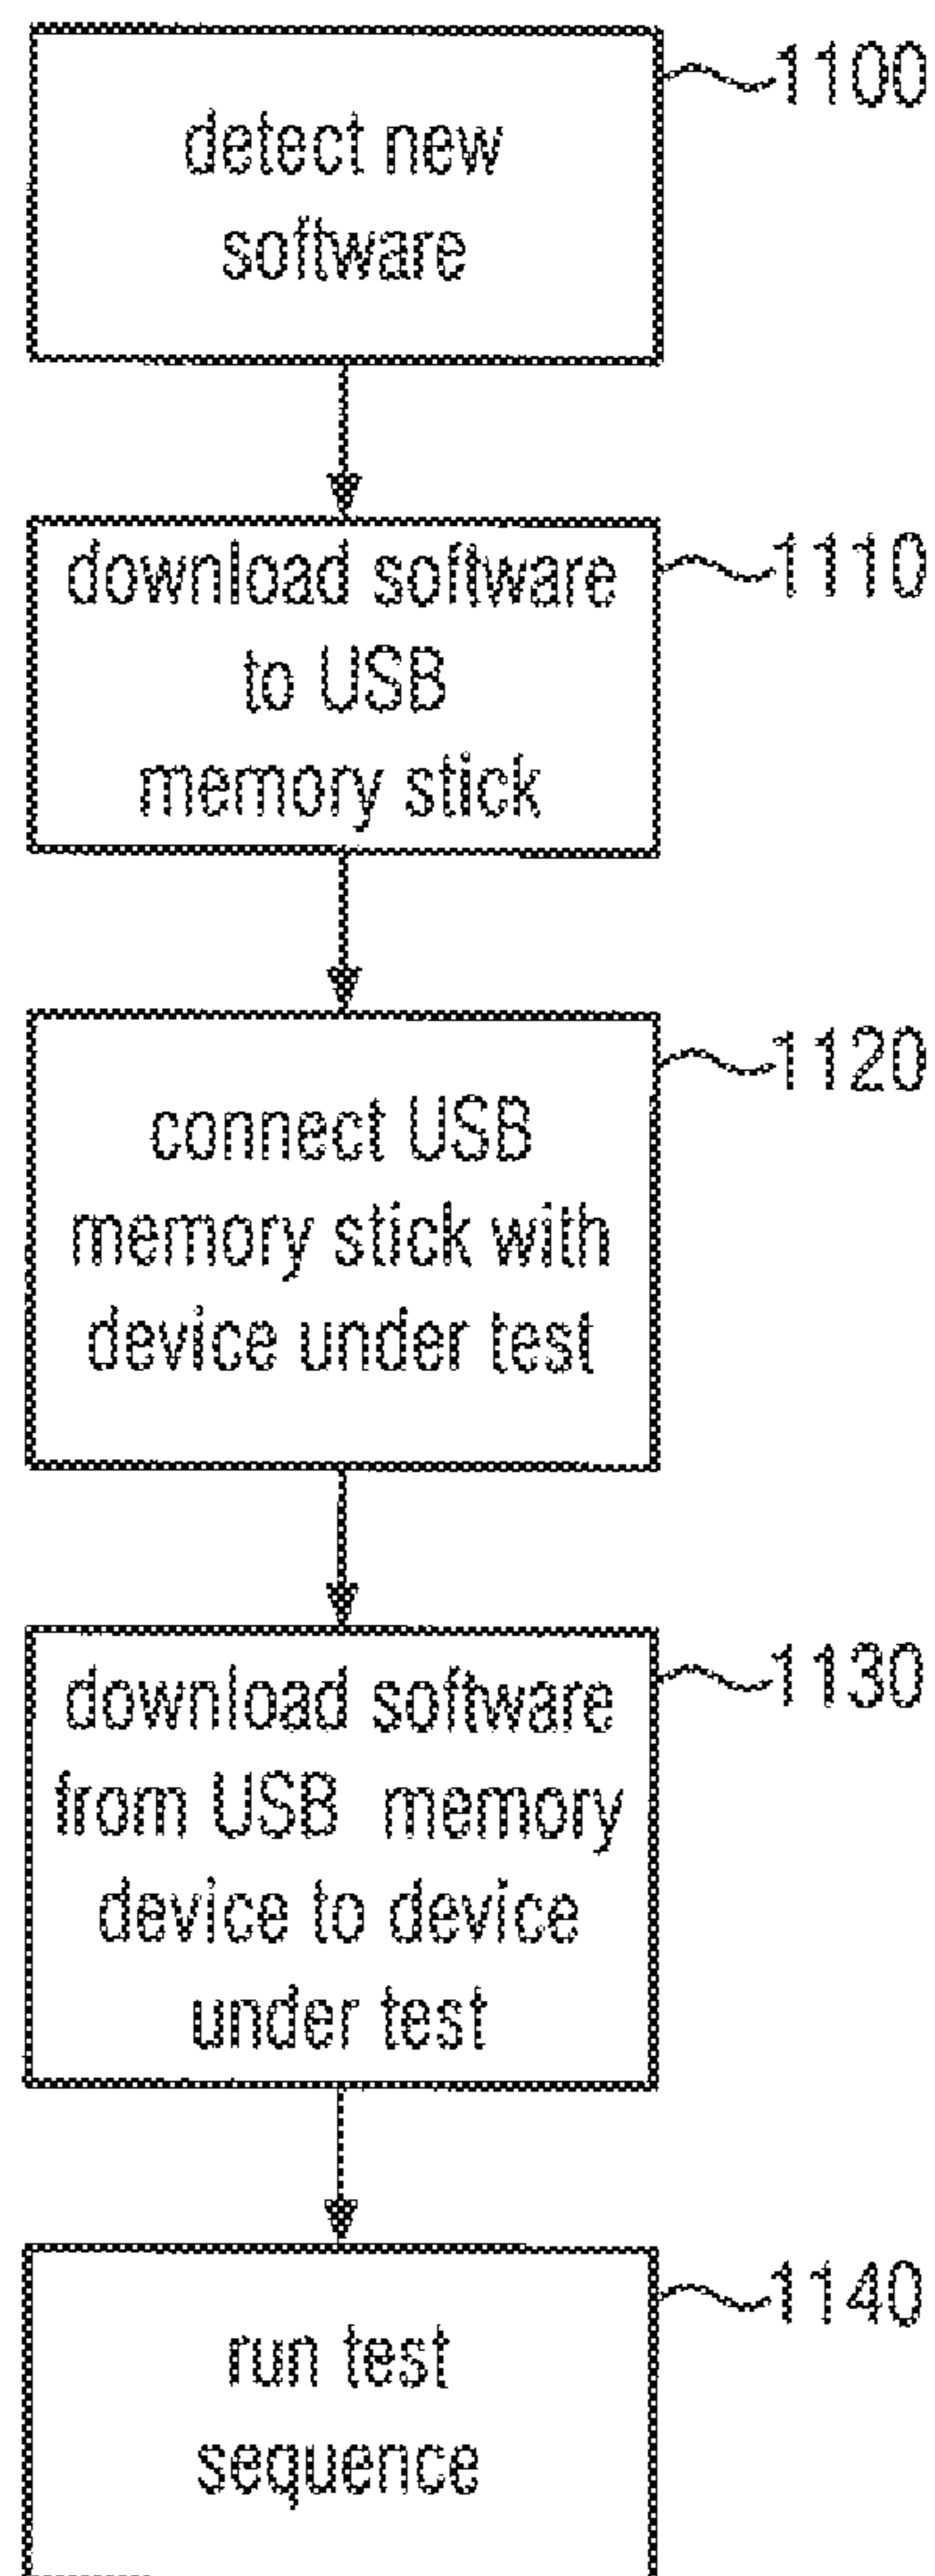 detect new
software
1100
download software
to USB
memory stick
1110
connect USB
memory stick with
device under test
1120
download software
from USB memory
device to device
under test
1130
run test
sequence
1140